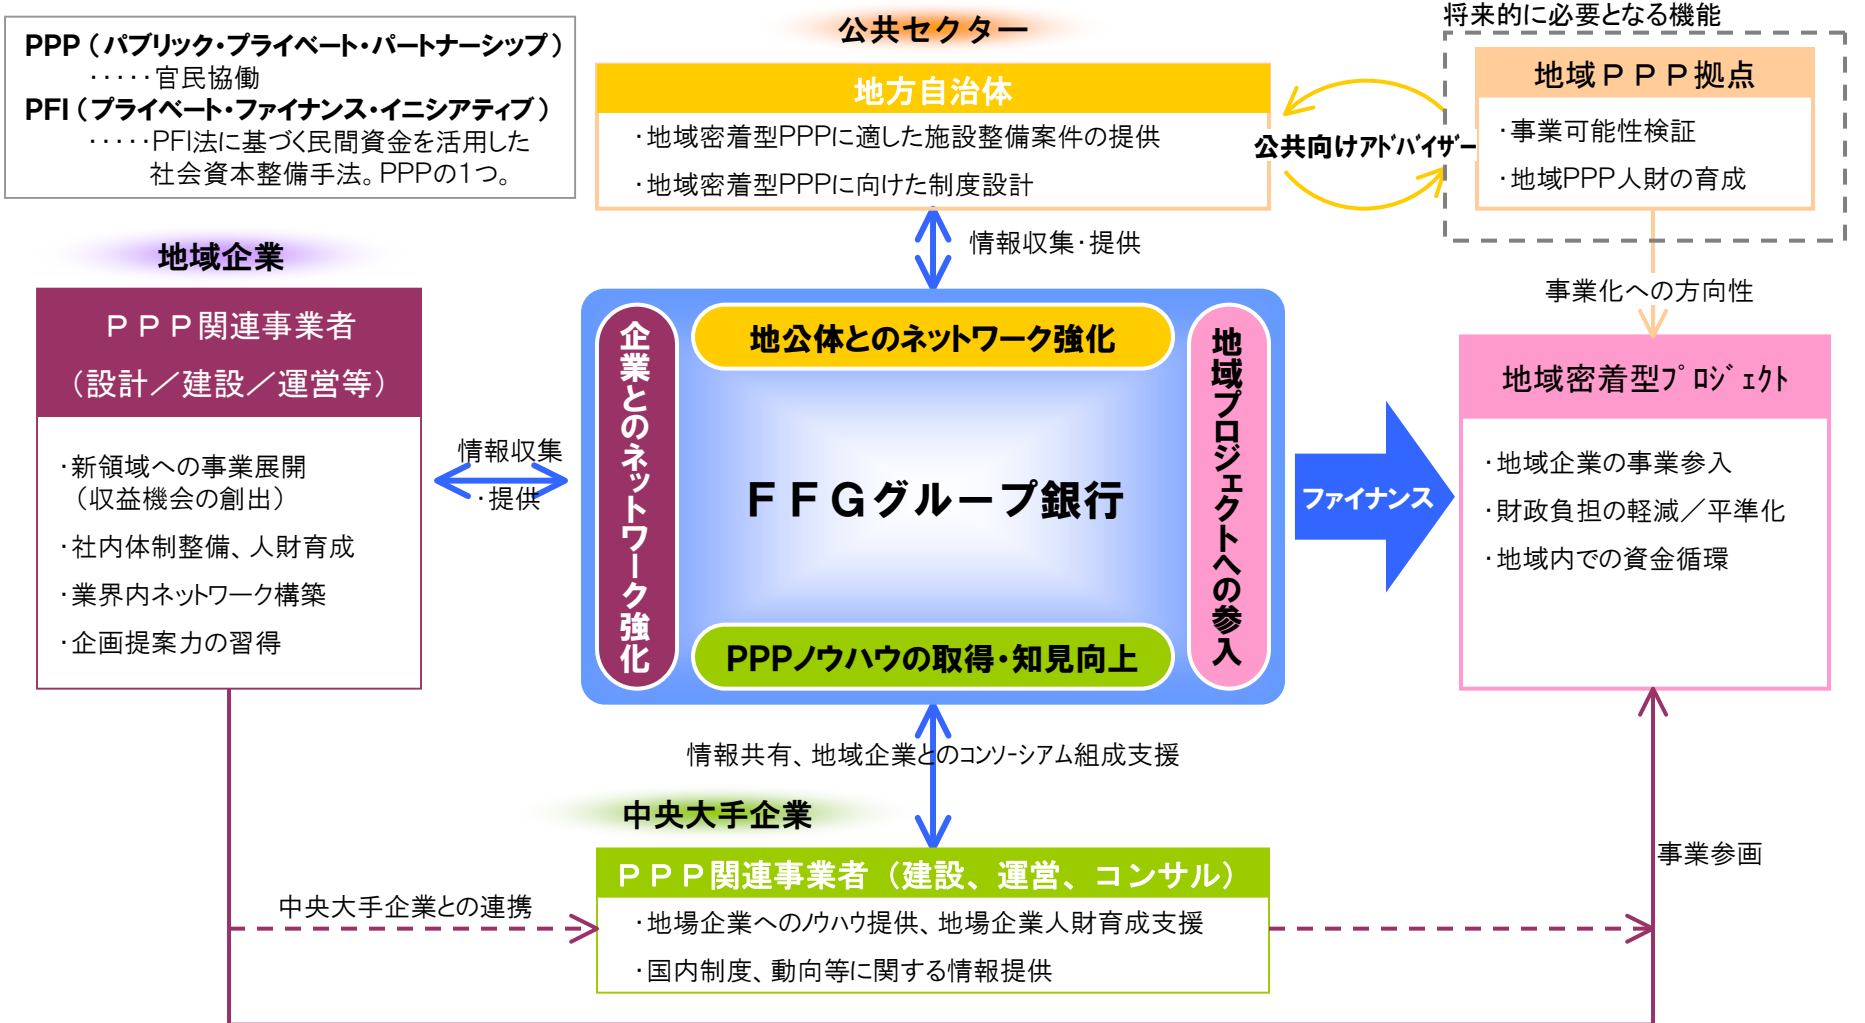 PPP（パブリック・プライベート・パートナーシップ）
・・・・・官民協働
PFI（プライベート・ファイナンス・イニシアティブ）
・・・・・PFI法に基づく民間資金を活用した
社会資本整備手法。PPPの1つ。
公共セクター
地方自治体
・地域密着型PPPに適した施設整備案件の提供
・地域密着型PPPに向けた制度設計
公共向けアドバイザー
将来的に必要となる機能
地域ＰＰＰ拠点
・事業可能性検証
・地域PPP人財の育成
情報収集・提供
事業化への方向性
地域企業
ＰＰＰ関連事業者
（設計／建設／運営等）
・新領域への事業展開
（収益機会の創出）
・社内体制整備、人財育成
・業界内ネットワーク構築
・企画提案力の習得
情報収集
・提供
企業とのネットワーク強化
地公体とのネットワーク強化
ＦＦＧグループ銀行
PPPノウハウの取得・知見向上
地域プロジェクトへの参入
ファイナンス
地域密着型プロジェクト
・地域企業の事業参入
・財政負担の軽減／平準化
・地域内での資金循環
情報共有、地域企業とのコンソーシアム組成支援
中央大手企業
ＰＰＰ関連事業者（建設、運営、コンサル）
・地場企業へのノウハウ提供、地場企業人財育成支援
・国内制度、動向等に関する情報提供
中央大手企業との連携
事業参画